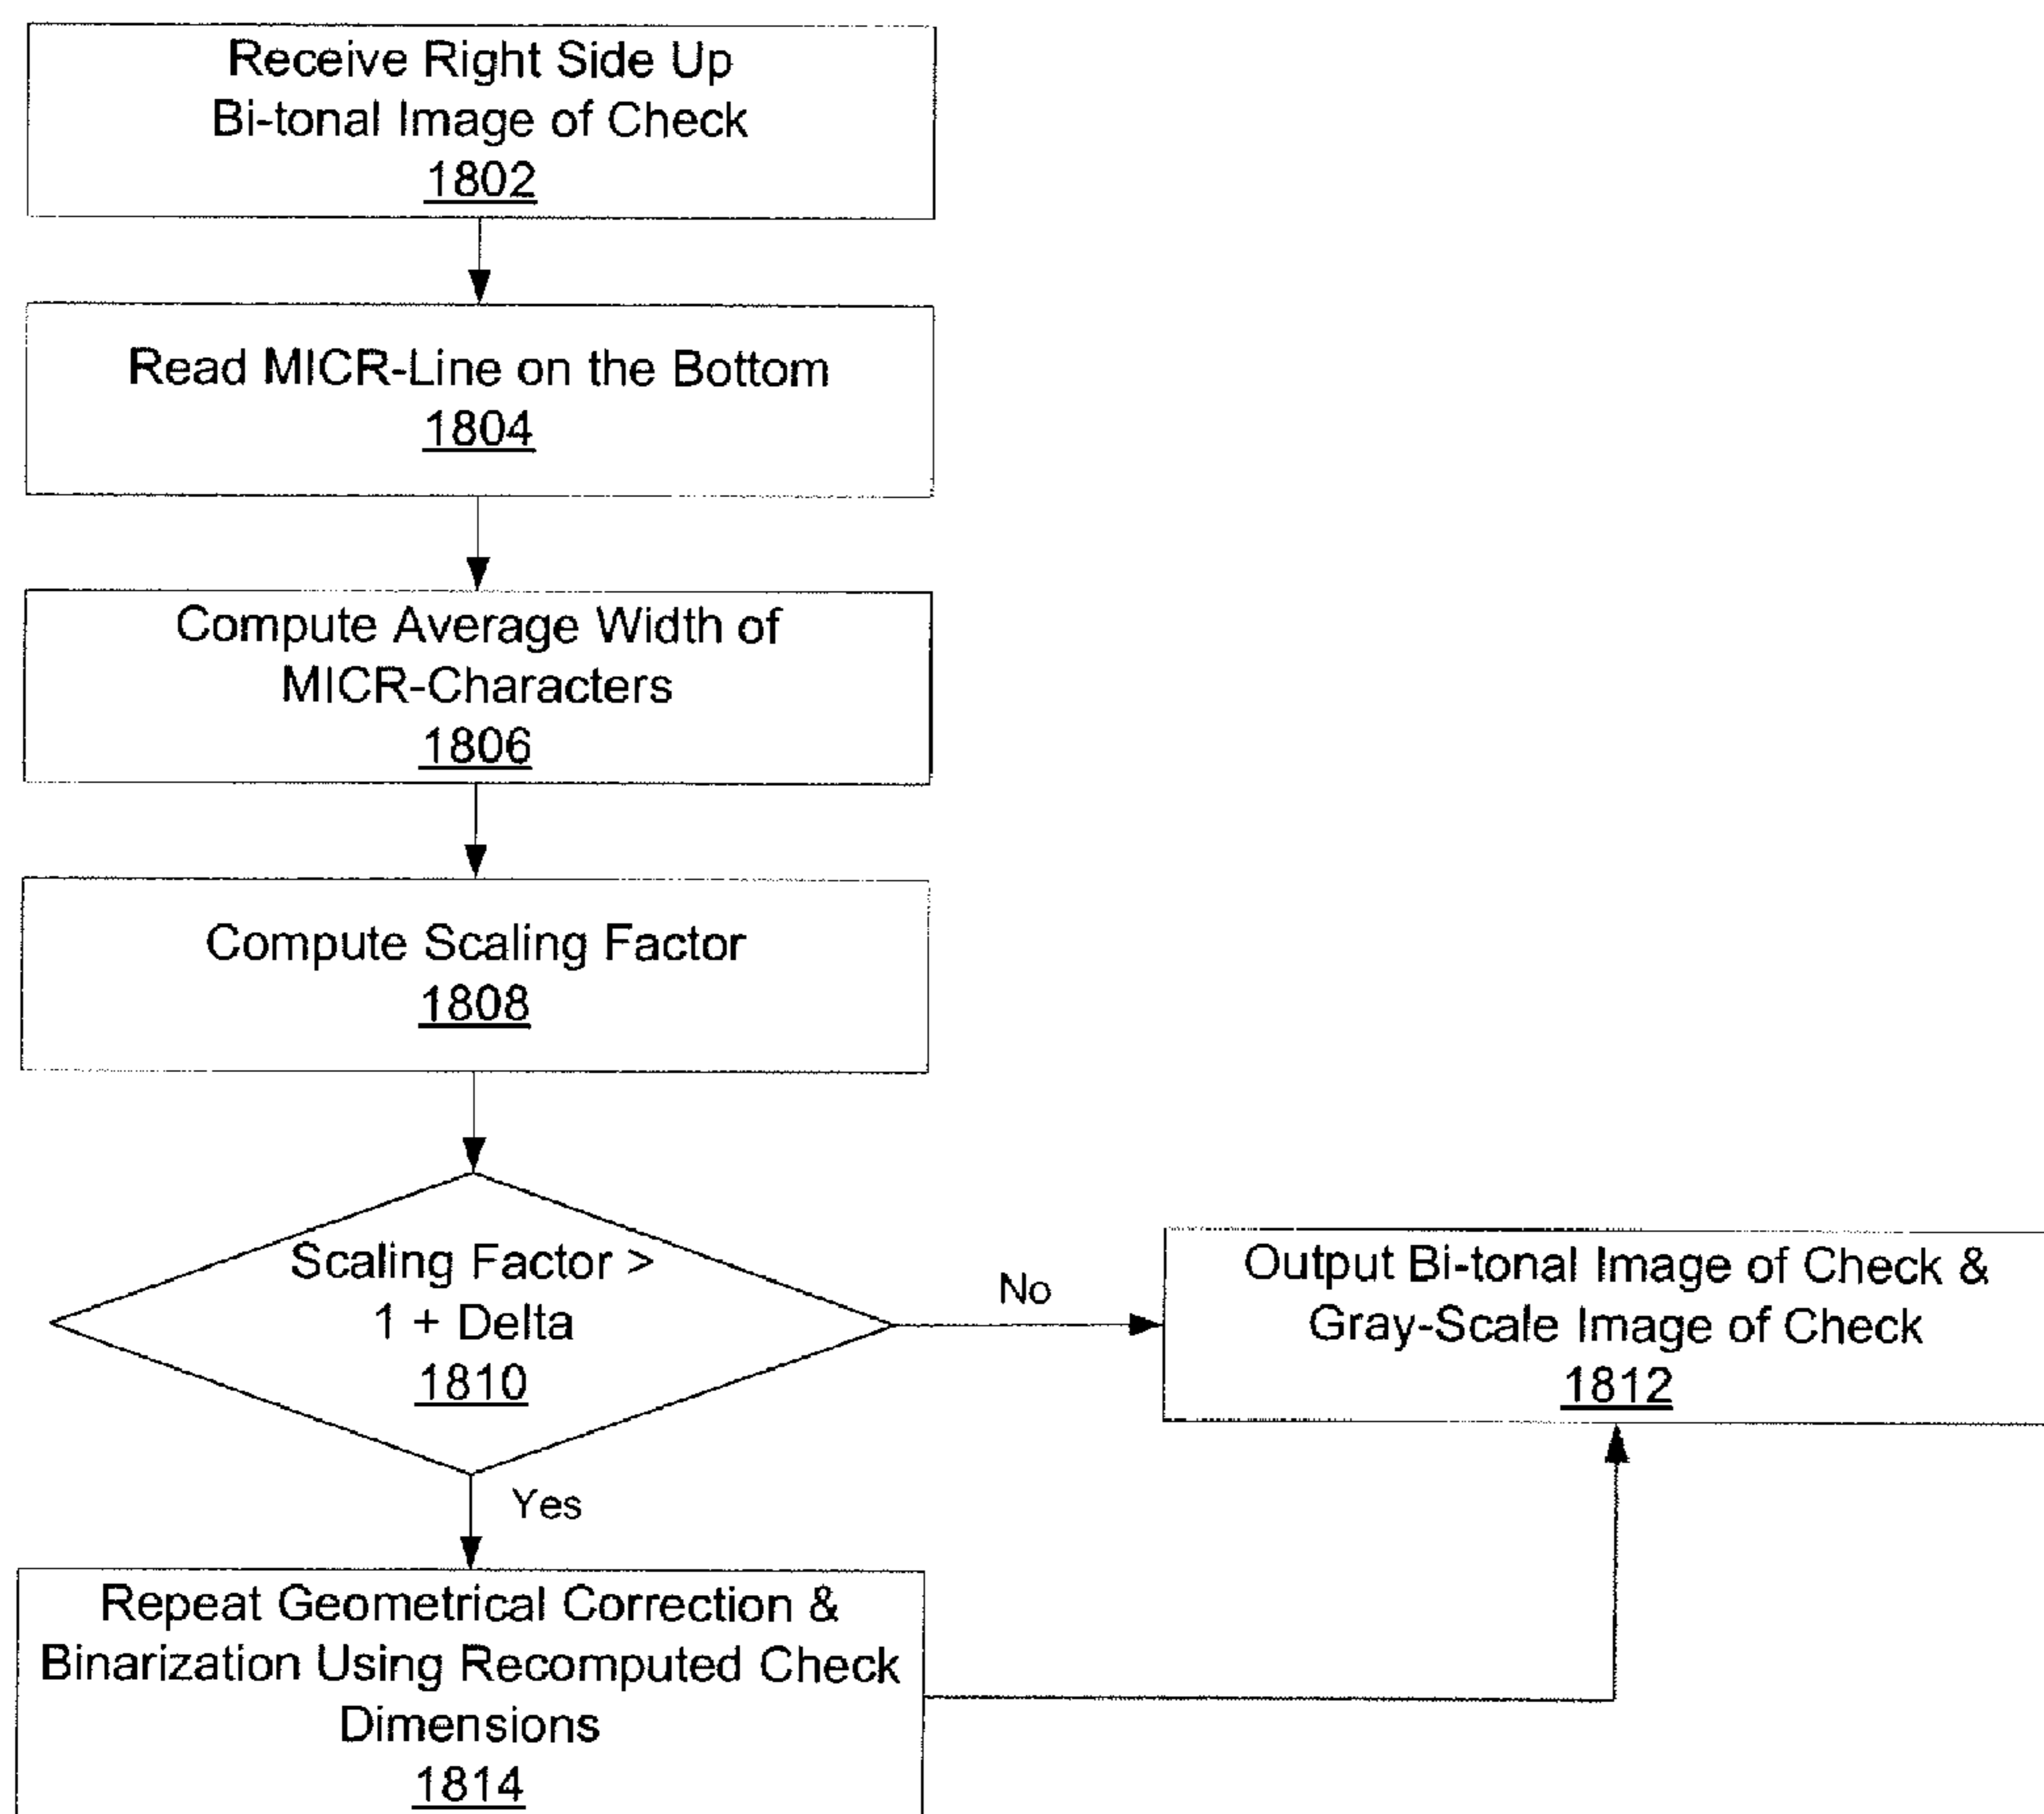 Receive Right Side Up
Bi-tonal Image of Check
1802
Read MICR-Line on the Bottom
1804
Compute Average Width of
MICR-Characters
1806
Compute Scaling Factor
1808
Scaling Factor >
1 + Delta
1810
No
Output Bi-tonal Image of Check &
Gray-Scale Image of Check
1812
Yes
Repeat Geometrical Correction &
Binarization Using Recomputed Check
Dimensions
1814